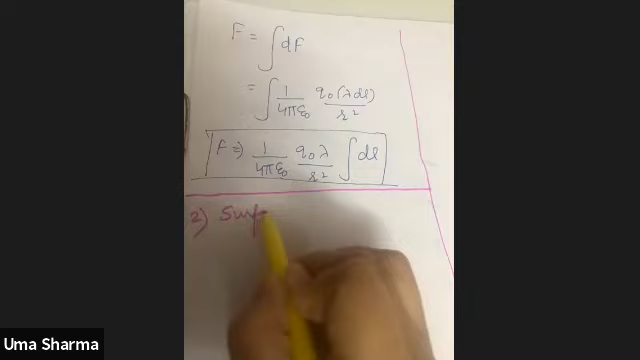 F = ∫ dF
= ∫ 1/4πε₀ q₀(λdl)/r²
F ⇒ 1/4πε₀ q₀λ/r² ∫ dl
2) Surf
Uma Sharma